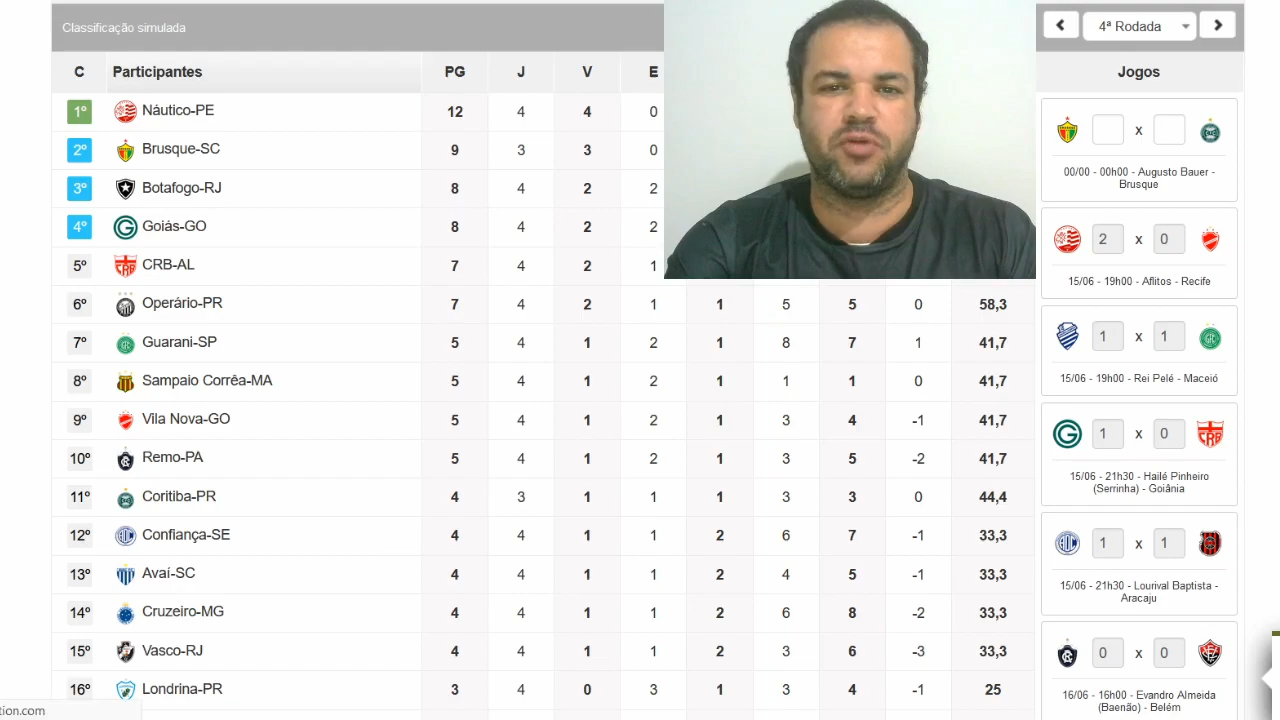 Classificação simulada
C Participantes PG J V E
1º Náutico-PE 12 4 4 0
2º Brusque-SC 9 3 3 0
3º Botafogo-RJ 8 4 2 2
4º Goiás-GO 8 4 2 2
5º CRB-AL 7 4 2 1
6º Operário-PR 7 4 2 1 1 5 5 0 58,3
7º Guarani-SP 5 4 1 2 1 8 7 1 41,7
8º Sampaio Corrêa-MA 5 4 1 2 1 1 1 0 41,7
9º Vila Nova-GO 5 4 1 2 1 3 4 -1 41,7
10º Remo-PA 5 4 1 2 1 3 5 -2 41,7
11º Coritiba-PR 4 3 1 1 1 3 3 0 44,4
12º Confiança-SE 4 4 1 1 2 6 7 -1 33,3
13º Avaí-SC 4 4 1 1 2 4 5 -1 33,3
14º Cruzeiro-MG 4 4 1 1 2 6 8 -2 33,3
15º Vasco-RJ 4 4 1 1 2 3 6 -3 33,3
16º Londrina-PR 3 4 0 3 1 3 4 -1 25
tion.com
4ª Rodada
Jogos
x
00/00 - 00h00 - Augusto Bauer -
Brusque
2 x 0
15/06 - 19h00 - Aflitos - Recife
1 x 1
15/06 - 19h00 - Rei Pelé - Maceió
1 x 0
15/06 - 21h30 - Hailé Pinheiro
(Serrinha) - Goiânia
1 x 1
15/06 - 21h30 - Lourival Baptista -
Aracaju
0 x 0
16/06 - 16h00 - Evandro Almeida
(Baenão) - Belém